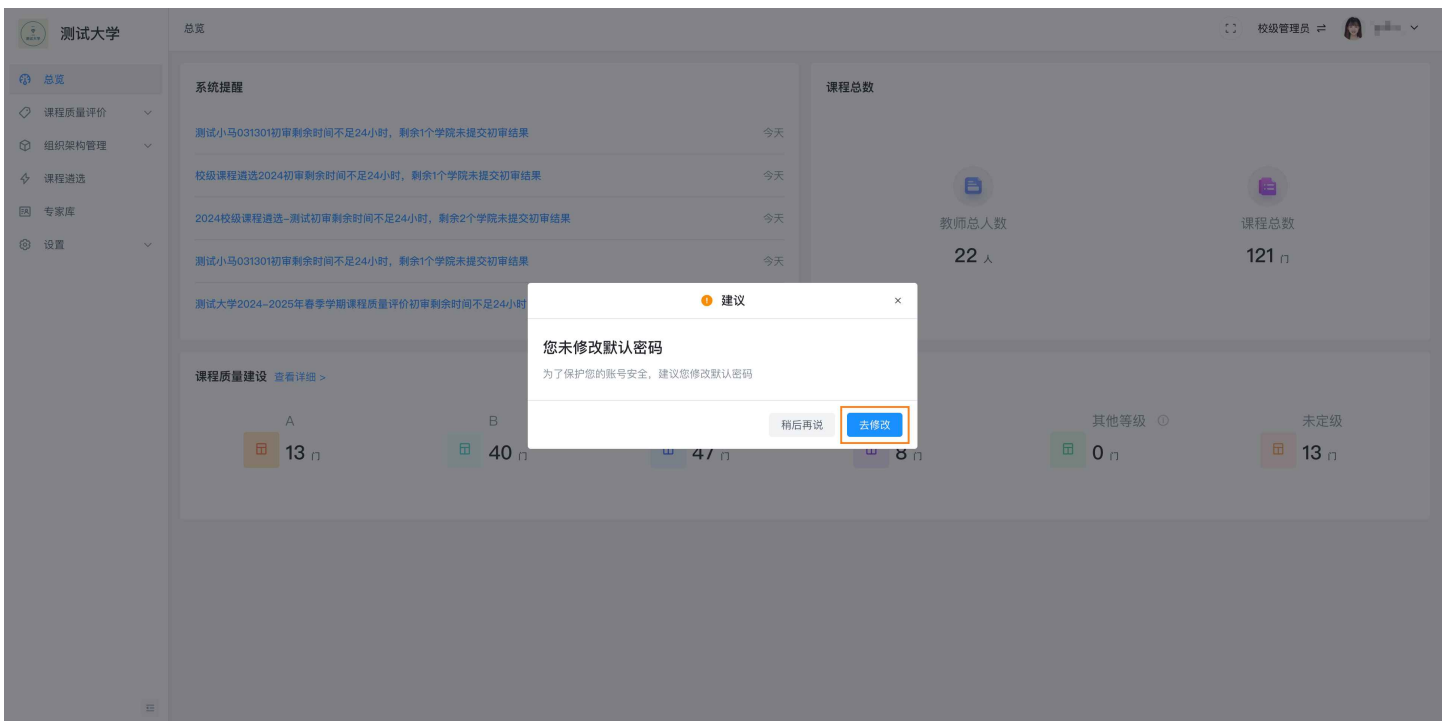 测试大学
总览
校级管理员
总览
课程质量评价
组织架构管理
课程遴选
专家库
设置
系统提醒
测试小马031301初审剩余时间不足24小时，剩余1个学院未提交初审结果 今天
校级课程遴选2024初审剩余时间不足24小时，剩余1个学院未提交初审结果 今天
2024校级课程遴选-测试初审剩余时间不足24小时，剩余2个学院未提交初审结果 今天
测试小马031301初审剩余时间不足24小时，剩余1个学院未提交初审结果 今天
测试大学2024-2025年春季学期课程质量评价初审剩余时间不足24小时
课程总数
教师总人数
22 人
课程总数
121 门
建议
您未修改默认密码
为了保护您的账号安全，建议您修改默认密码
稍后再说
去修改
课程质量建设 查看详细 >
A
13 门
B
40 门
47 门
8 门
其他等级
0 门
未定级
13 门